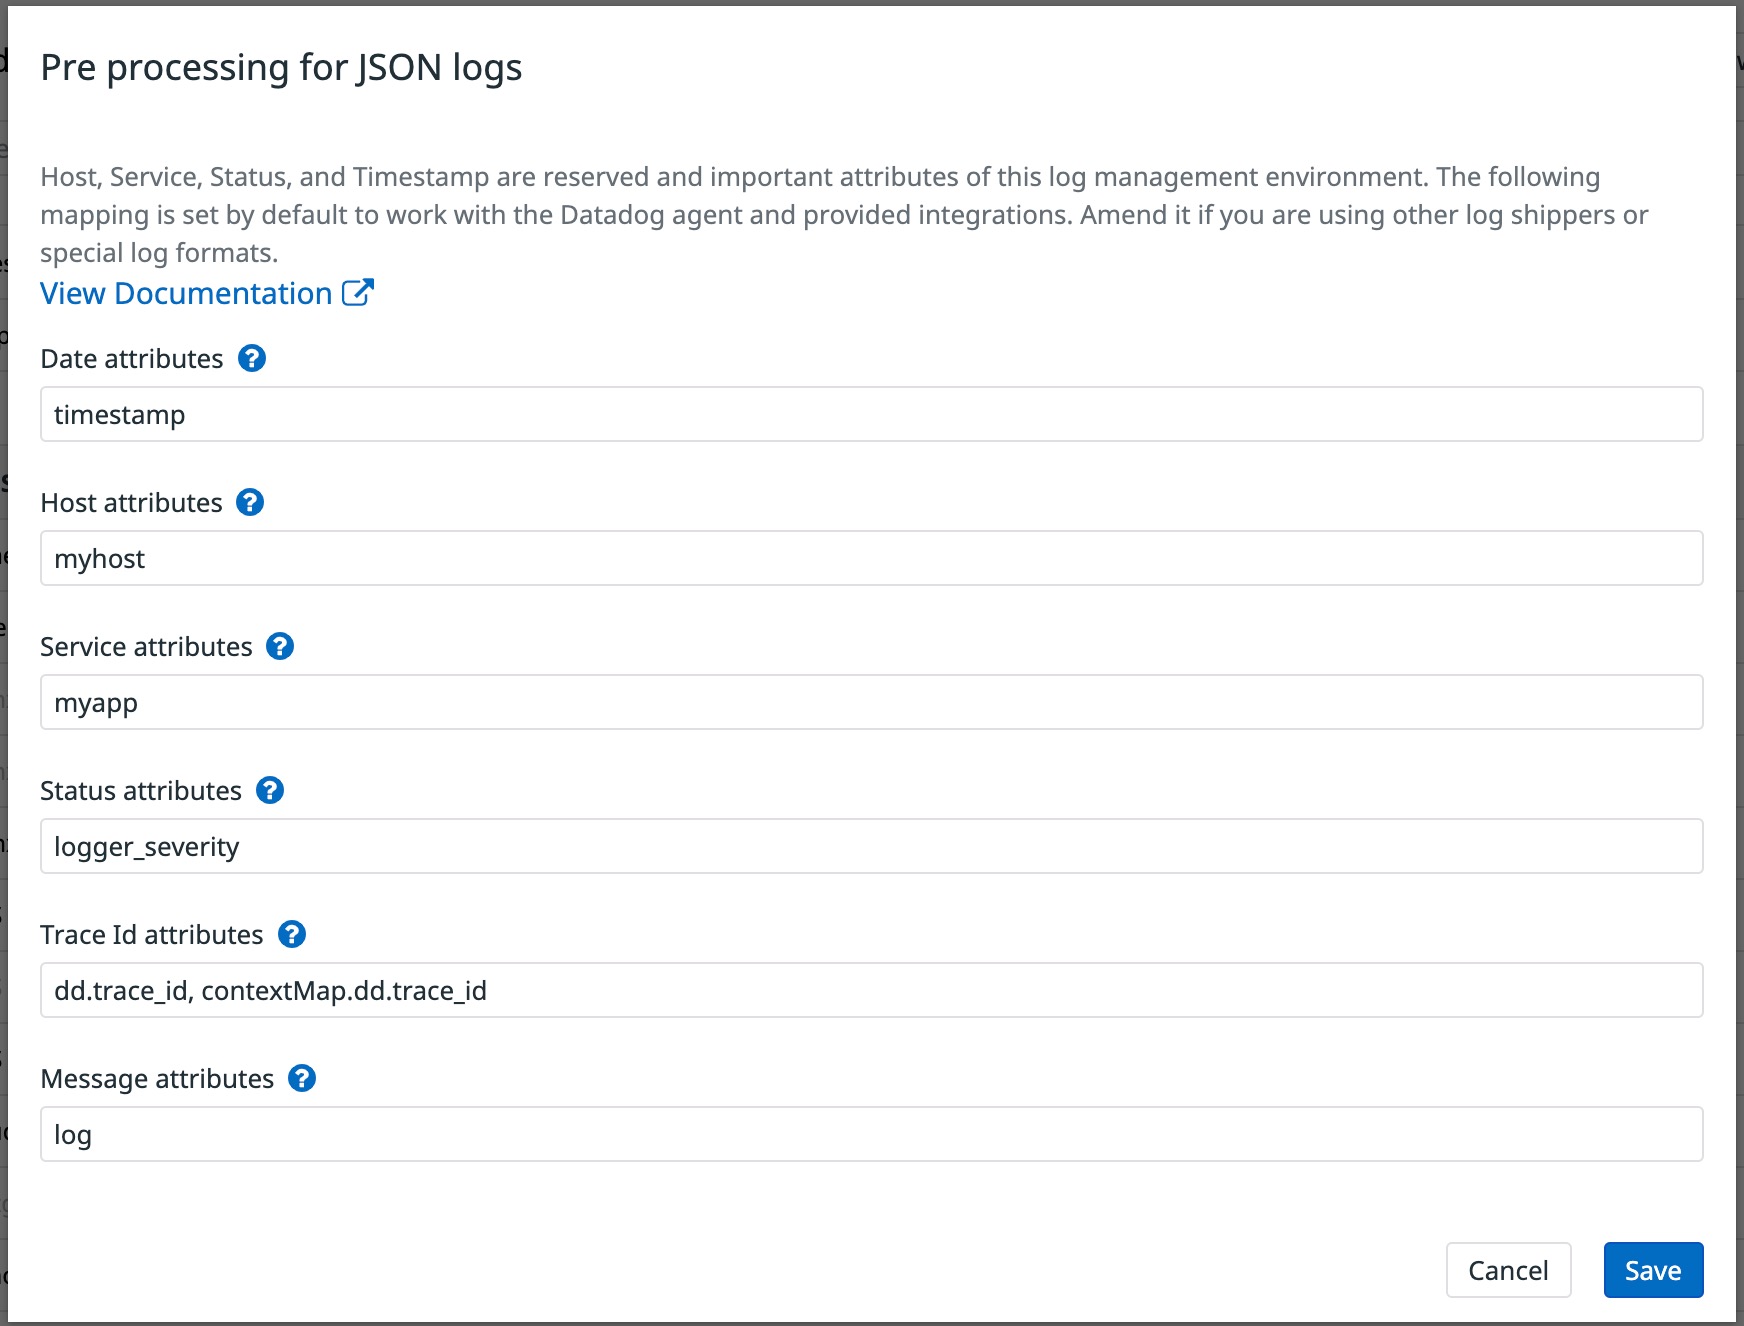 Pre processing for JSON logs
Host, Service, Status, and Timestamp are reserved and important attributes of this log management environment. The following
mapping is set by default to work with the Datadog agent and provided integrations. Amend it if you are using other log shippers or
special log formats.
View Documentation
Date attributes ?
timestamp
Host attributes ?
myhost
Service attributes ?
myapp
Status attributes ?
logger_severity
Trace Id attributes ?
dd.trace_id, contextMap.dd.trace_id
Message attributes ?
log
Cancel Save